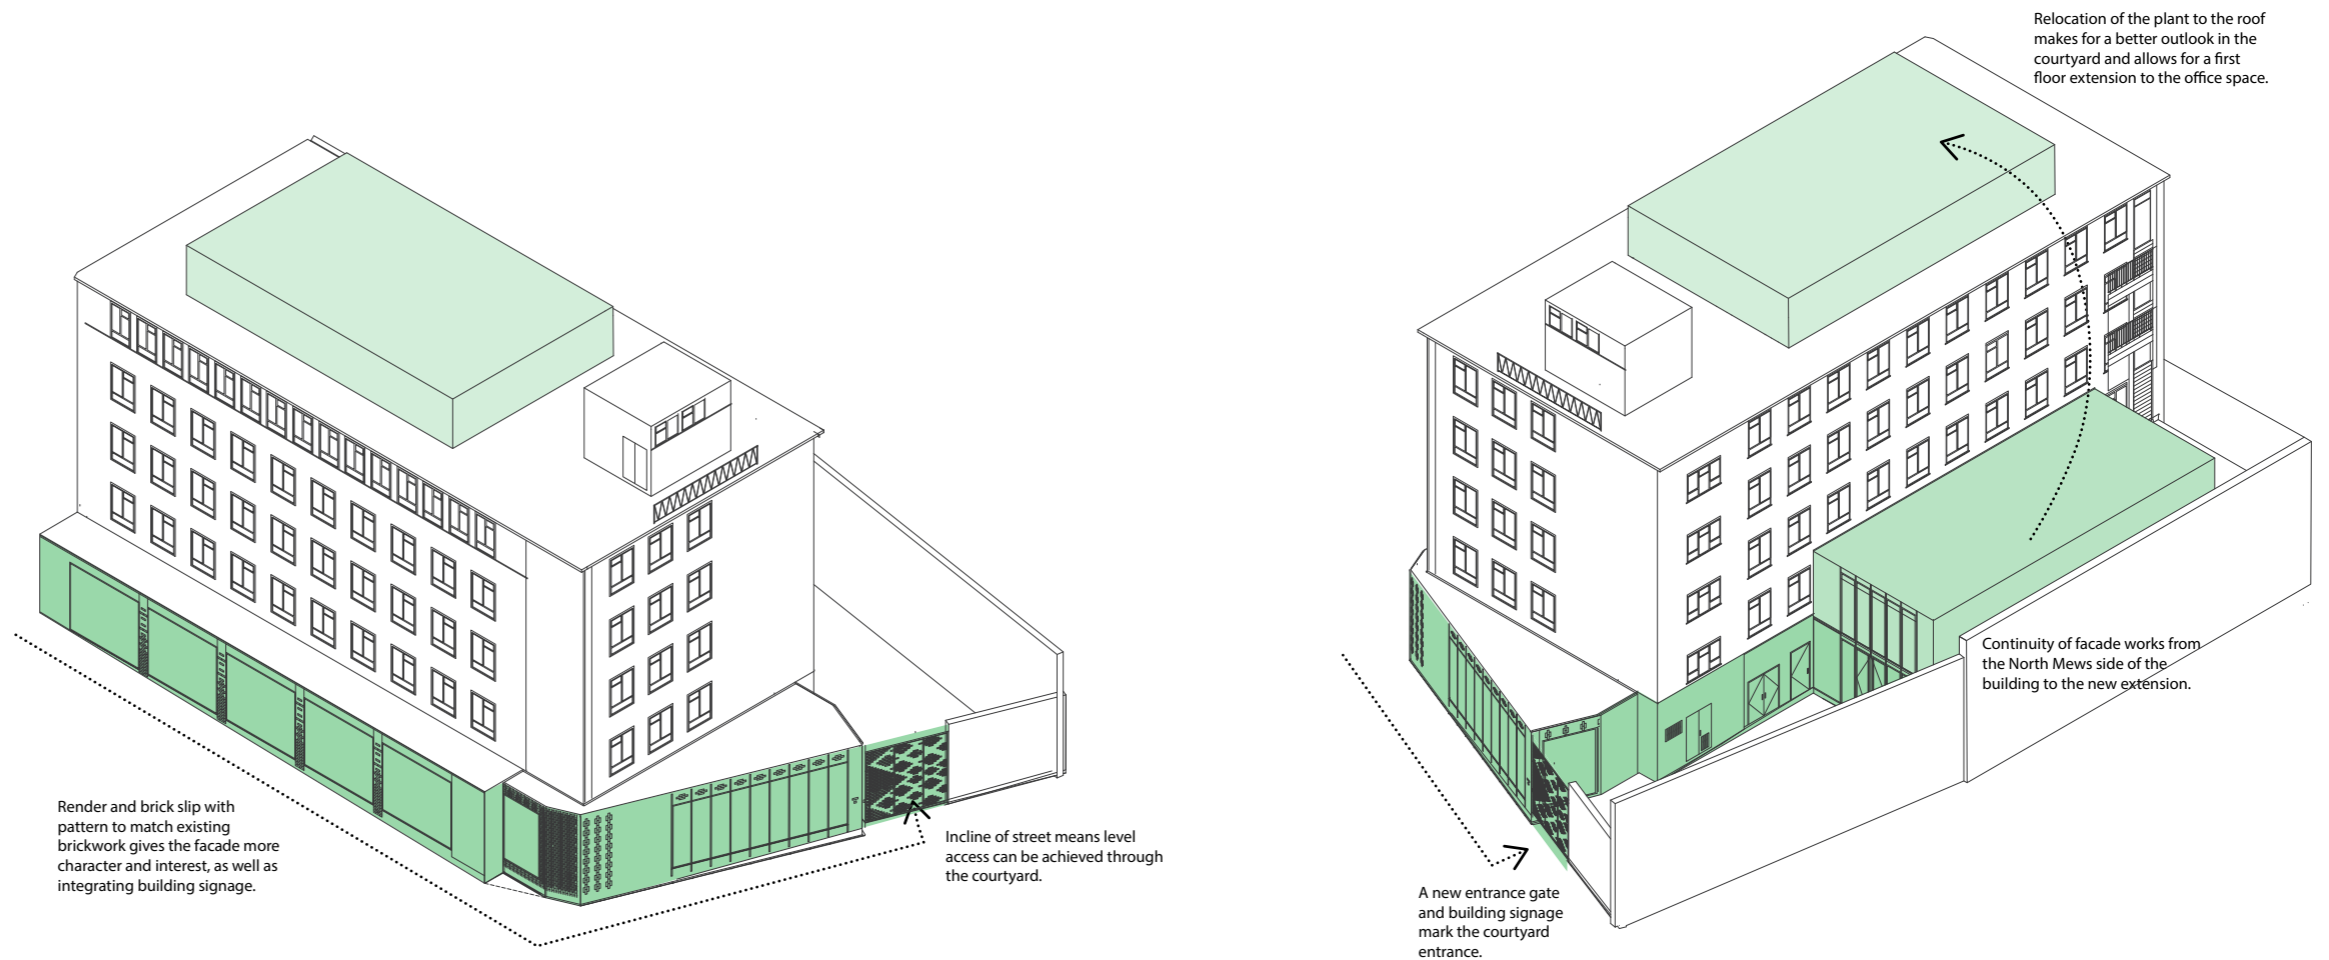 Relocation of the plant to the roof
makes for a better outlook in the
courtyard and allows for a first
floor extension to the office space.
Render and brick slip with
pattern to match existing
brickwork gives the facade more
character and interest, as well as
integrating building signage.
Incline of street means level
access can be achieved through
the courtyard.
Continuity of facade works from
the North Mews side of the
building to the new extension.
A new entrance gate
and building signage
mark the courtyard
entrance.